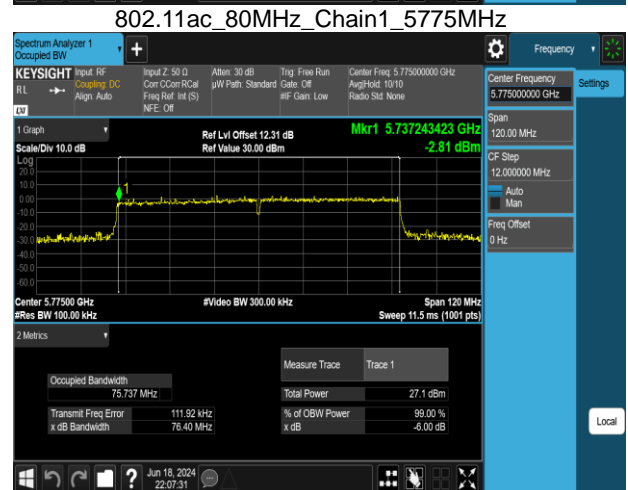 802.11ac_80MHz_Chain1_5775MHz
Spectrum Analyzer 1
Occupied BW
Frequency
KEYSIGHT
RL
LXI
Input: RF
Coupling: DC
Align: Auto
Input Z: 50 Ω
Corr CCorr RCal
Freq Ref: Int (S)
NFE: Off
Atten: 30 dB
µW Path: Standard
Trig: Free Run
Gate: Off
#IF Gain: Low
Center Freq: 5.775000000 GHz
Avg|Hold: 10/10
Radio Std: None
Center Frequency
5.775000000 GHz
Settings
Span
120.00 MHz
CF Step
12.000000 MHz
Auto
Man
Freq Offset
0 Hz
Local
1 Graph
Scale/Div 10.0 dB
Ref Lvl Offset 12.31 dB
Ref Value 30.00 dBm
Mkr1 5.737243423 GHz
-2.81 dBm
Log
20.0
10.0
0.00
-10.0
-20.0
-30.0
-40.0
-50.0
-60.0
1
Center 5.77500 GHz
#Res BW 100.00 kHz
#Video BW 300.00 kHz
Span 120 MHz
Sweep 11.5 ms (1001 pts)
2 Metrics
Measure Trace Trace 1
Occupied Bandwidth
75.737 MHz
Total Power 27.1 dBm
Transmit Freq Error 111.92 kHz
% of OBW Power 99.00 %
x dB Bandwidth 76.40 MHz
x dB -6.00 dB
?
Jun 18, 2024
22:07:31